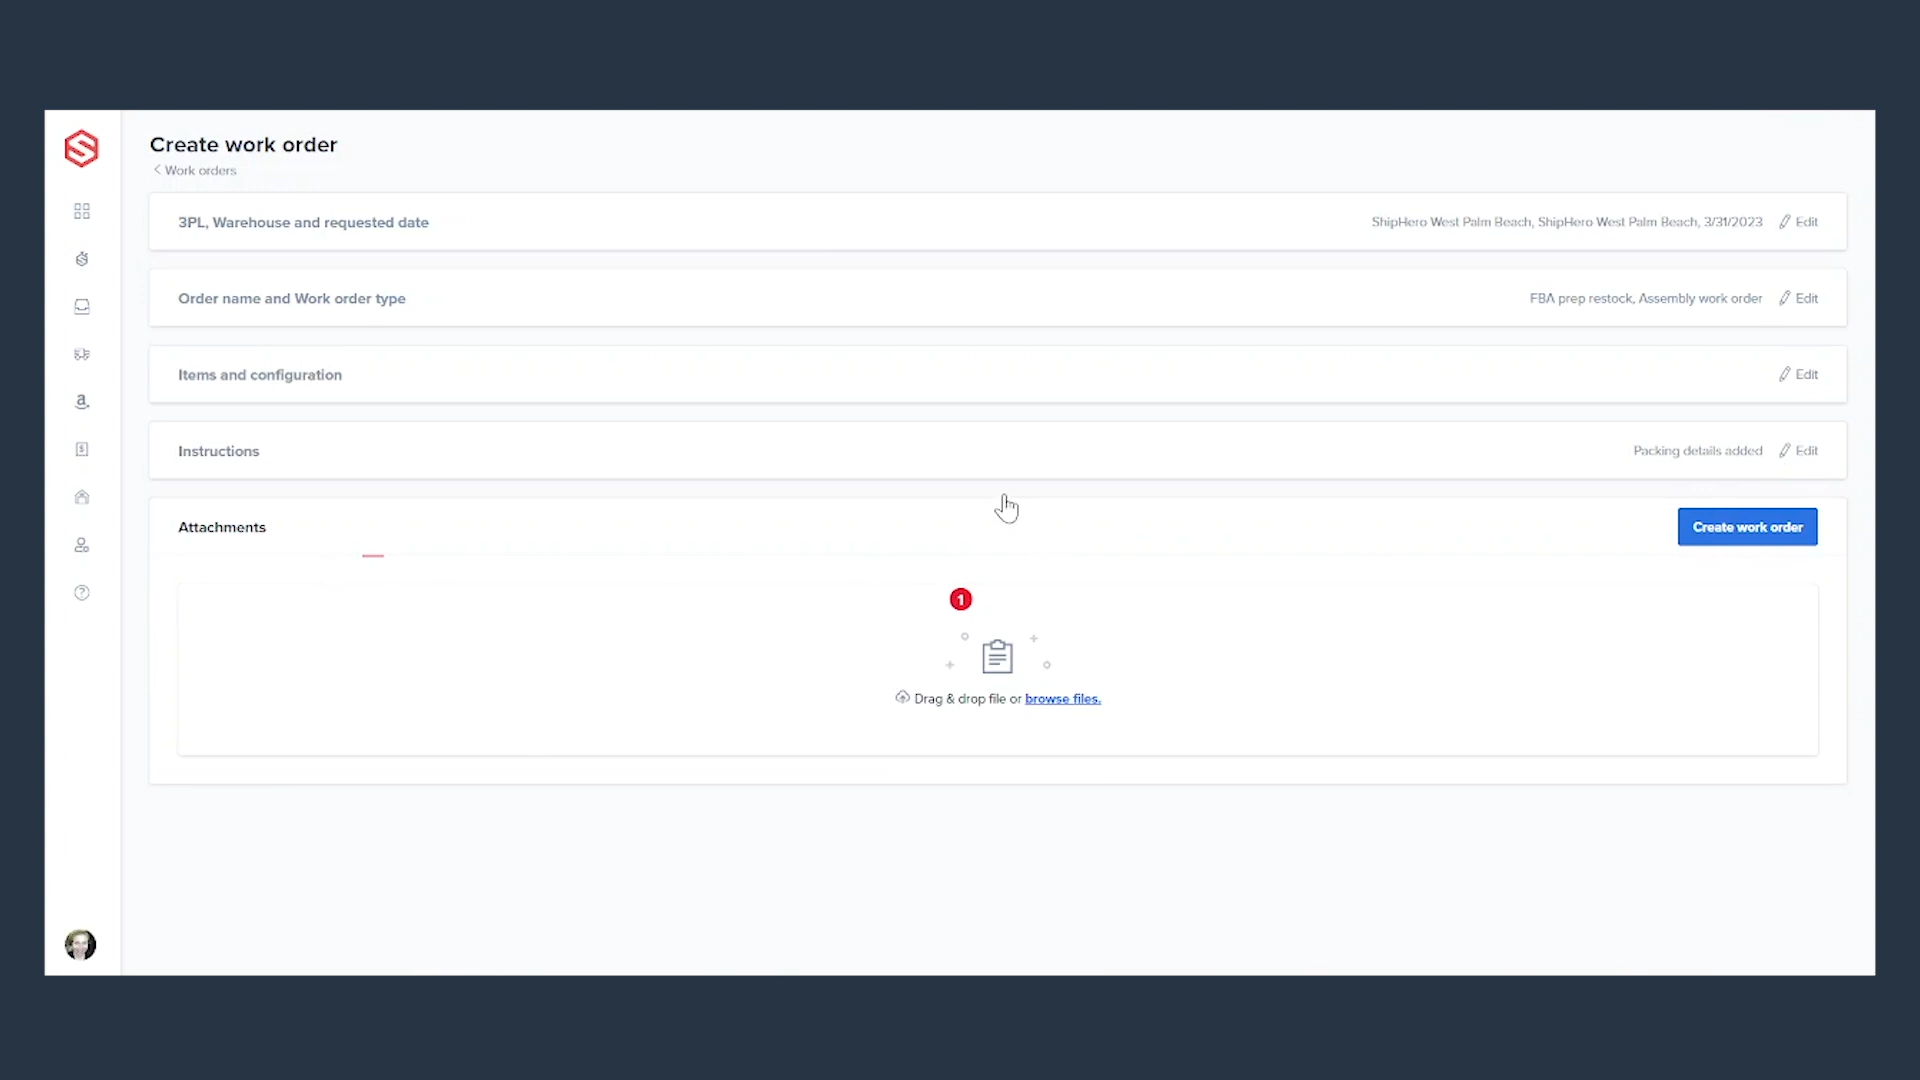 Create work order
Work orders
3PL, Warehouse and requested date
ShipHero West Palm Beach, ShipHero West Palm Beach, 3/31/2023
Edit
Order name and Work order type
FBA prep restock, Assembly work order
Edit
Items and configuration
Edit
Instructions
Packing details added
Edit
Attachments
Create work order
1
Drag & drop file or browse files.